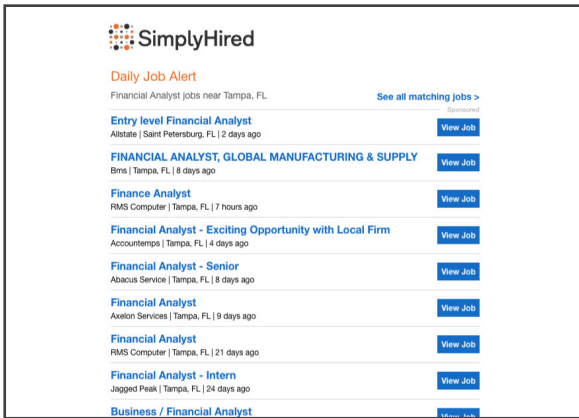 SimplyHired
Daily Job Alert
Financial Analyst jobs near Tampa, FL
See all matching jobs >
Sponsored
Entry level Financial Analyst
Allstate | Saint Petersburg, FL | 2 days ago
View Job
FINANCIAL ANALYST, GLOBAL MANUFACTURING & SUPPLY
Bms | Tampa, FL | 8 days ago
View Job
Finance Analyst
RMS Computer | Tampa, FL | 7 hours ago
View Job
Financial Analyst - Exciting Opportunity with Local Firm
Accountemps | Tampa, FL | 4 days ago
View Job
Financial Analyst - Senior
Abacus Service | Tampa, FL | 8 days ago
View Job
Financial Analyst
Axelon Services | Tampa, FL | 9 days ago
View Job
Financial Analyst
RMS Computer | Tampa, FL | 21 days ago
View Job
Financial Analyst - Intern
Jagged Peak | Tampa, FL | 24 days ago
View Job
Business / Financial Analyst
View Job